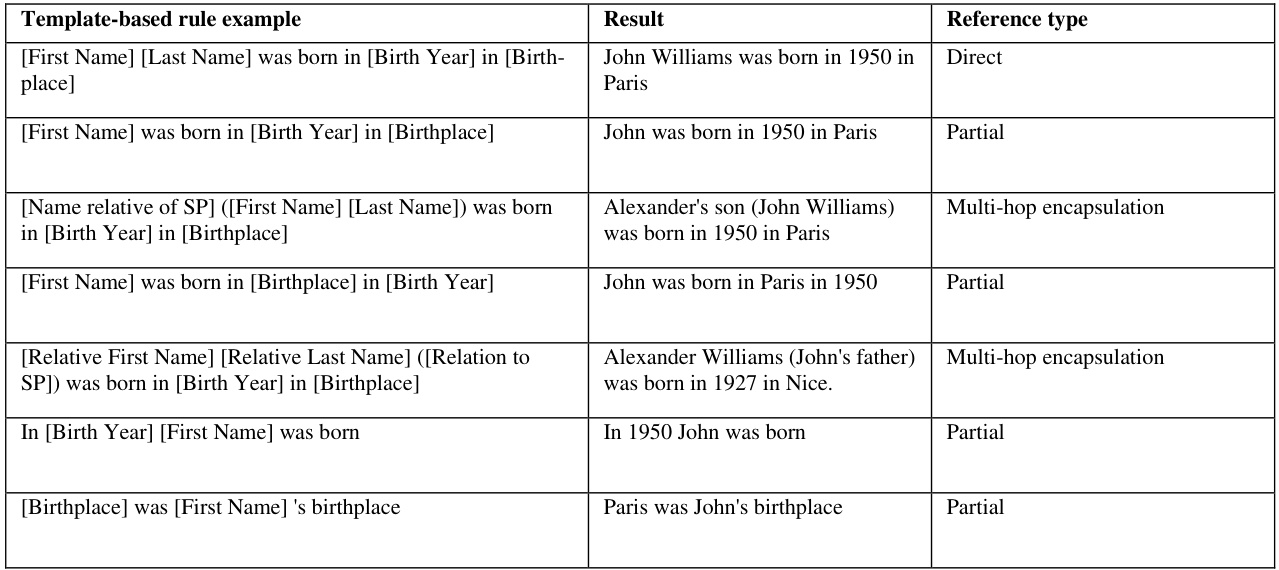 Template-based rule example Result Reference type
[First Name] [Last Name] was born in [Birth Year] in [Birth- John Williams was born in 1950 in Direct
place] Paris
[First Name] was born in [Birth Year] in [Birthplace] John was born in 1950 in Paris Partial
[Name relative of SP] ([First Name] [Last Name]) was born Alexander's son (John Williams) Multi-hop encapsulation
in [Birth Year] in [Birthplace] was born in 1950 in Paris
[First Name] was born in [Birthplace] in [Birth Year] John was born in Paris in 1950 Partial
[Relative First Name] [Relative Last Name] ([Relation to Alexander Williams (John's father) Multi-hop encapsulation
SP]) was born in [Birth Year] in [Birthplace] was born in 1927 in Nice.
In [Birth Year] [First Name] was born In 1950 John was born Partial
[Birthplace] was [First Name] 's birthplace Paris was John's birthplace Partial